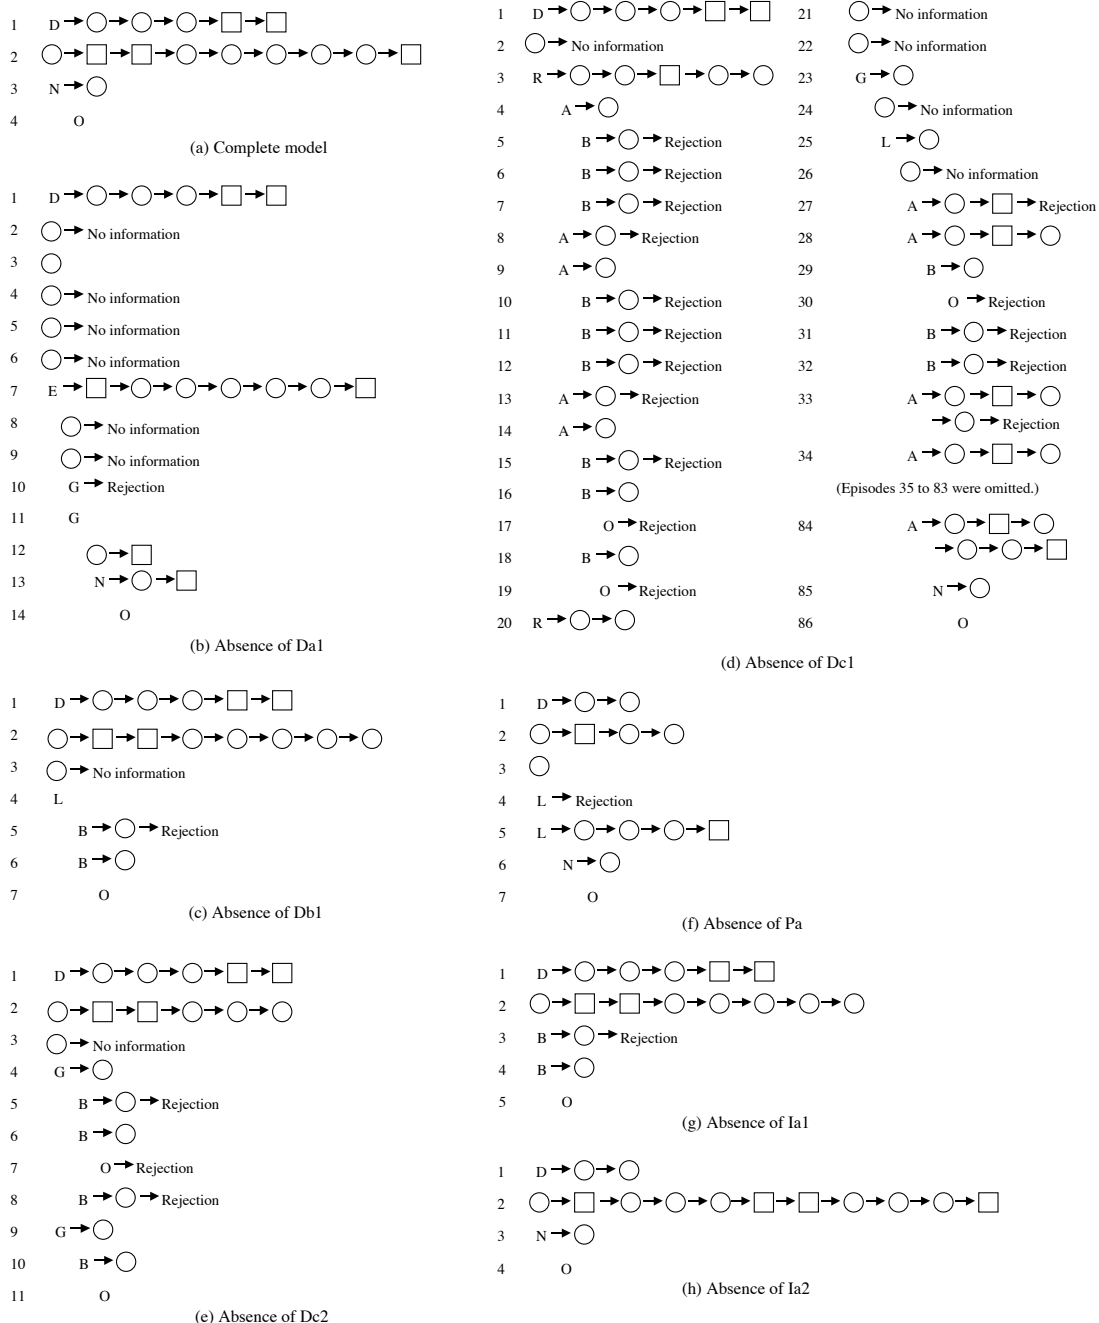 1 D
2
3 N
4 O
(a) Complete model
1 D
2 No information
3
4 No information
5 No information
6 No information
7 E
8 No information
9 No information
10 G Rejection
11 G
12
13 N
14 O
(b) Absence of Da1
1 D
2
3 No information
4 L
5 B Rejection
6 B
7 O
(c) Absence of Db1
1 D
2
3 No information
4 G
5 B Rejection
6 B
7 O Rejection
8 B Rejection
9 G
10 B
11 O
(e) Absence of Dc2
1 D
2 No information
3 R
4 A
5 B Rejection
6 B Rejection
7 B Rejection
8 A Rejection
9 A
10 B Rejection
11 B Rejection
12 B Rejection
13 A Rejection
14 A
15 B Rejection
16 B
17 O Rejection
18 B
19 O Rejection
20 R
21 No information
22 No information
23 G
24 No information
25 L
26 No information
27 A Rejection
28 A
29 B
30 O Rejection
31 B Rejection
32 B Rejection
33 A
Rejection
34 A
(Episodes 35 to 83 were omitted.)
84 A
85 N
86 O
(d) Absence of Dc1
1 D
2
3
4 L Rejection
5 L
6 N
7 O
(f) Absence of Pa
1 D
2
3 B Rejection
4 B
5 O
(g) Absence of Ia1
1 D
2
3 N
4 O
(h) Absence of Ia2